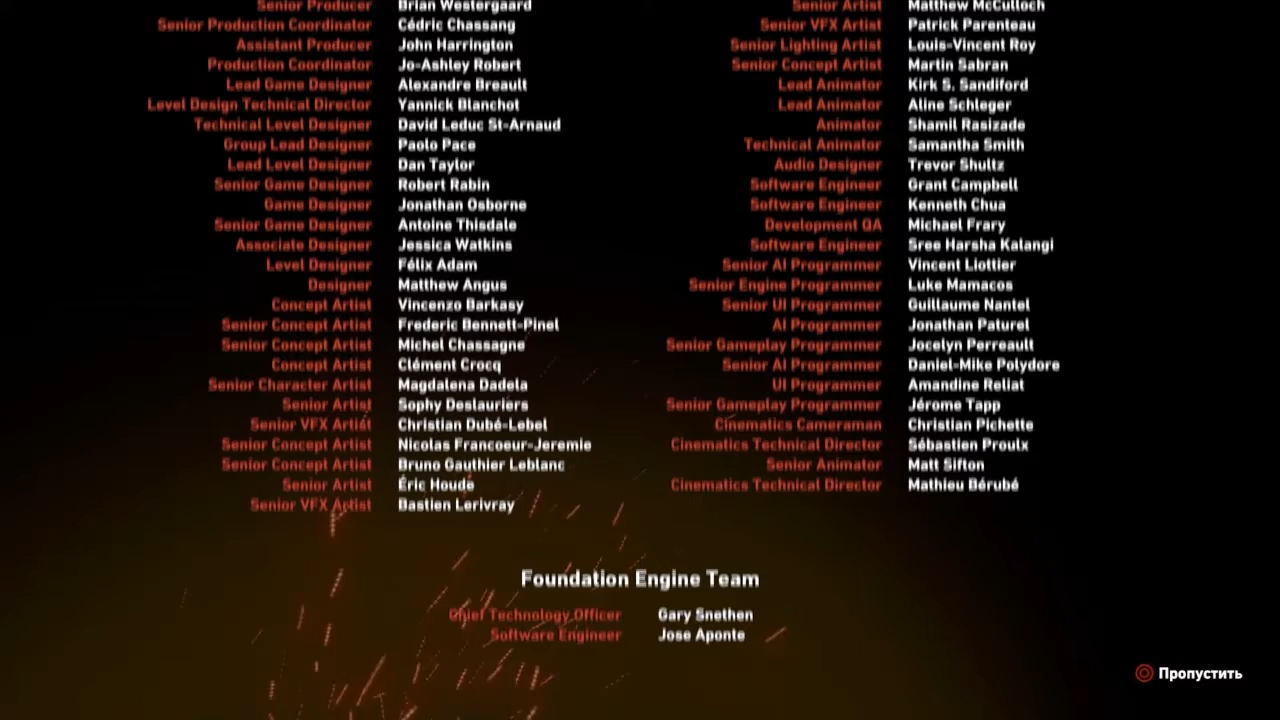 Senior Producer Brian Westergaard
Senior Production Coordinator Cédric Chassang
Assistant Producer John Harrington
Production Coordinator Jo-Ashley Robert
Lead Game Designer Alexandre Breault
Level Design Technical Director Yannick Blanchot
Technical Level Designer David Leduc St-Arnaud
Group Lead Designer Paolo Pace
Lead Level Designer Dan Taylor
Senior Game Designer Robert Rabin
Game Designer Jonathan Osborne
Senior Game Designer Antoine Thisdale
Associate Designer Jessica Watkins
Level Designer Félix Adam
Designer Matthew Angus
Concept Artist Vincenzo Barkasy
Senior Concept Artist Frederic Bennett-Pinel
Senior Concept Artist Michel Chassagne
Concept Artist Clément Crocq
Senior Character Artist Magdalena Dadela
Senior Artist Sophy Deslauriers
Senior VFX Artist Christian Dubé-Lebel
Senior Concept Artist Nicolas Francoeur-Jeremie
Senior Concept Artist Bruno Gauthier Leblanc
Senior Artist Éric Houde
Senior VFX Artist Bastien Lerivray
Senior Artist Matthew McCulloch
Senior VFX Artist Patrick Parenteau
Senior Lighting Artist Louis-Vincent Roy
Senior Concept Artist Martin Sabran
Lead Animator Kirk S. Sandiford
Lead Animator Aline Schleger
Animator Shamil Rasizade
Technical Animator Samantha Smith
Audio Designer Trevor Shultz
Software Engineer Grant Campbell
Software Engineer Kenneth Chua
Development QA Michael Frary
Software Engineer Sree Harsha Kalangi
Senior AI Programmer Vincent Liottier
Senior Engine Programmer Luke Mamacos
Senior UI Programmer Guillaume Nantel
AI Programmer Jonathan Paturel
Senior Gameplay Programmer Jocelyn Perreault
Senior AI Programmer Daniel-Mike Polydore
UI Programmer Amandine Reliat
Senior Gameplay Programmer Jérome Tapp
Cinematics Cameraman Christian Pichette
Cinematics Technical Director Sébastien Proulx
Senior Animator Matt Sifton
Cinematics Technical Director Mathieu Bérubé
Foundation Engine Team
Chief Technology Officer Gary Snethen
Software Engineer Jose Aponte
Пропустить